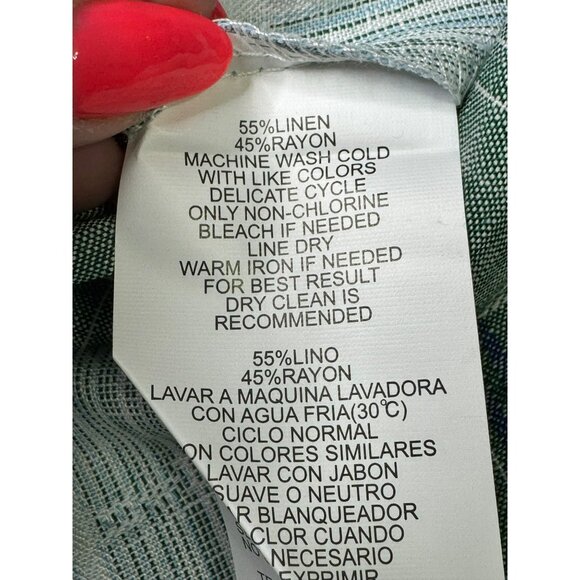 55%LINEN
45%RAYON
MACHINE WASH COLD
WITH LIKE COLORS
DELICATE CYCLE
ONLY NON-CHLORINE
BLEACH IF NEEDED
LINE DRY
WARM IRON IF NEEDED
FOR BEST RESULT
DRY CLEAN IS
RECOMMENDED
55%LINO
45%RAYON
LAVAR A MAQUINA LAVADORA
CON AGUA FRIA(30℃)
CICLO NORMAL
ON COLORES SIMILARES
LAVAR CON JABON
SUAVE O NEUTRO
R BLANQUEADOR
CLOR CUANDO
NECESARIO
EXPRIMIR